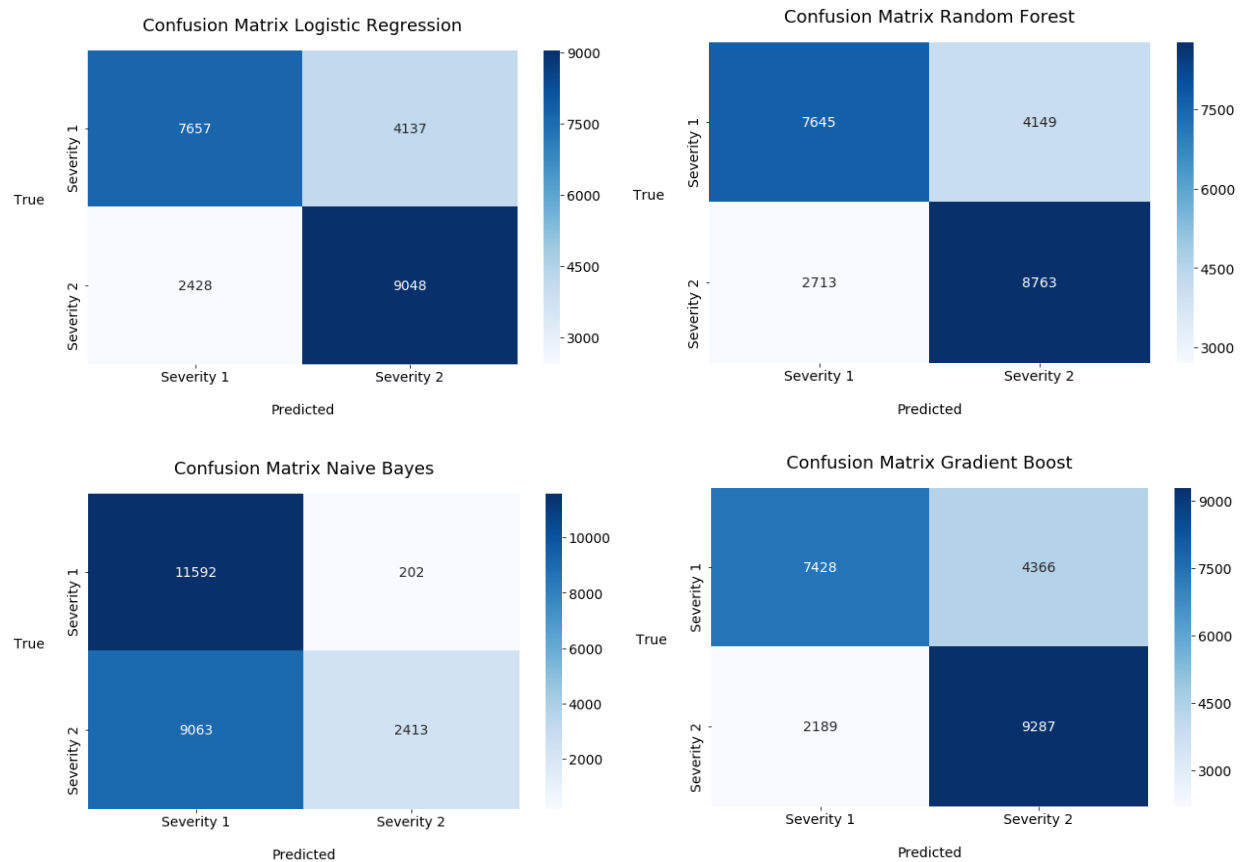 Confusion Matrix Logistic Regression
9000
7500
6000
4500
3000
Severity 1
7657
4137
True
Severity 2
2428
9048
Severity 1
Severity 2
Predicted
Confusion Matrix Random Forest
7500
6000
4500
3000
Severity 1
7645
4149
True
Severity 2
2713
8763
Severity 1
Severity 2
Predicted
Confusion Matrix Naive Bayes
10000
8000
6000
4000
2000
Severity 1
11592
202
True
Severity 2
9063
2413
Severity 1
Severity 2
Predicted
Confusion Matrix Gradient Boost
9000
7500
6000
4500
3000
Severity 1
7428
4366
True
Severity 2
2189
9287
Severity 1
Severity 2
Predicted